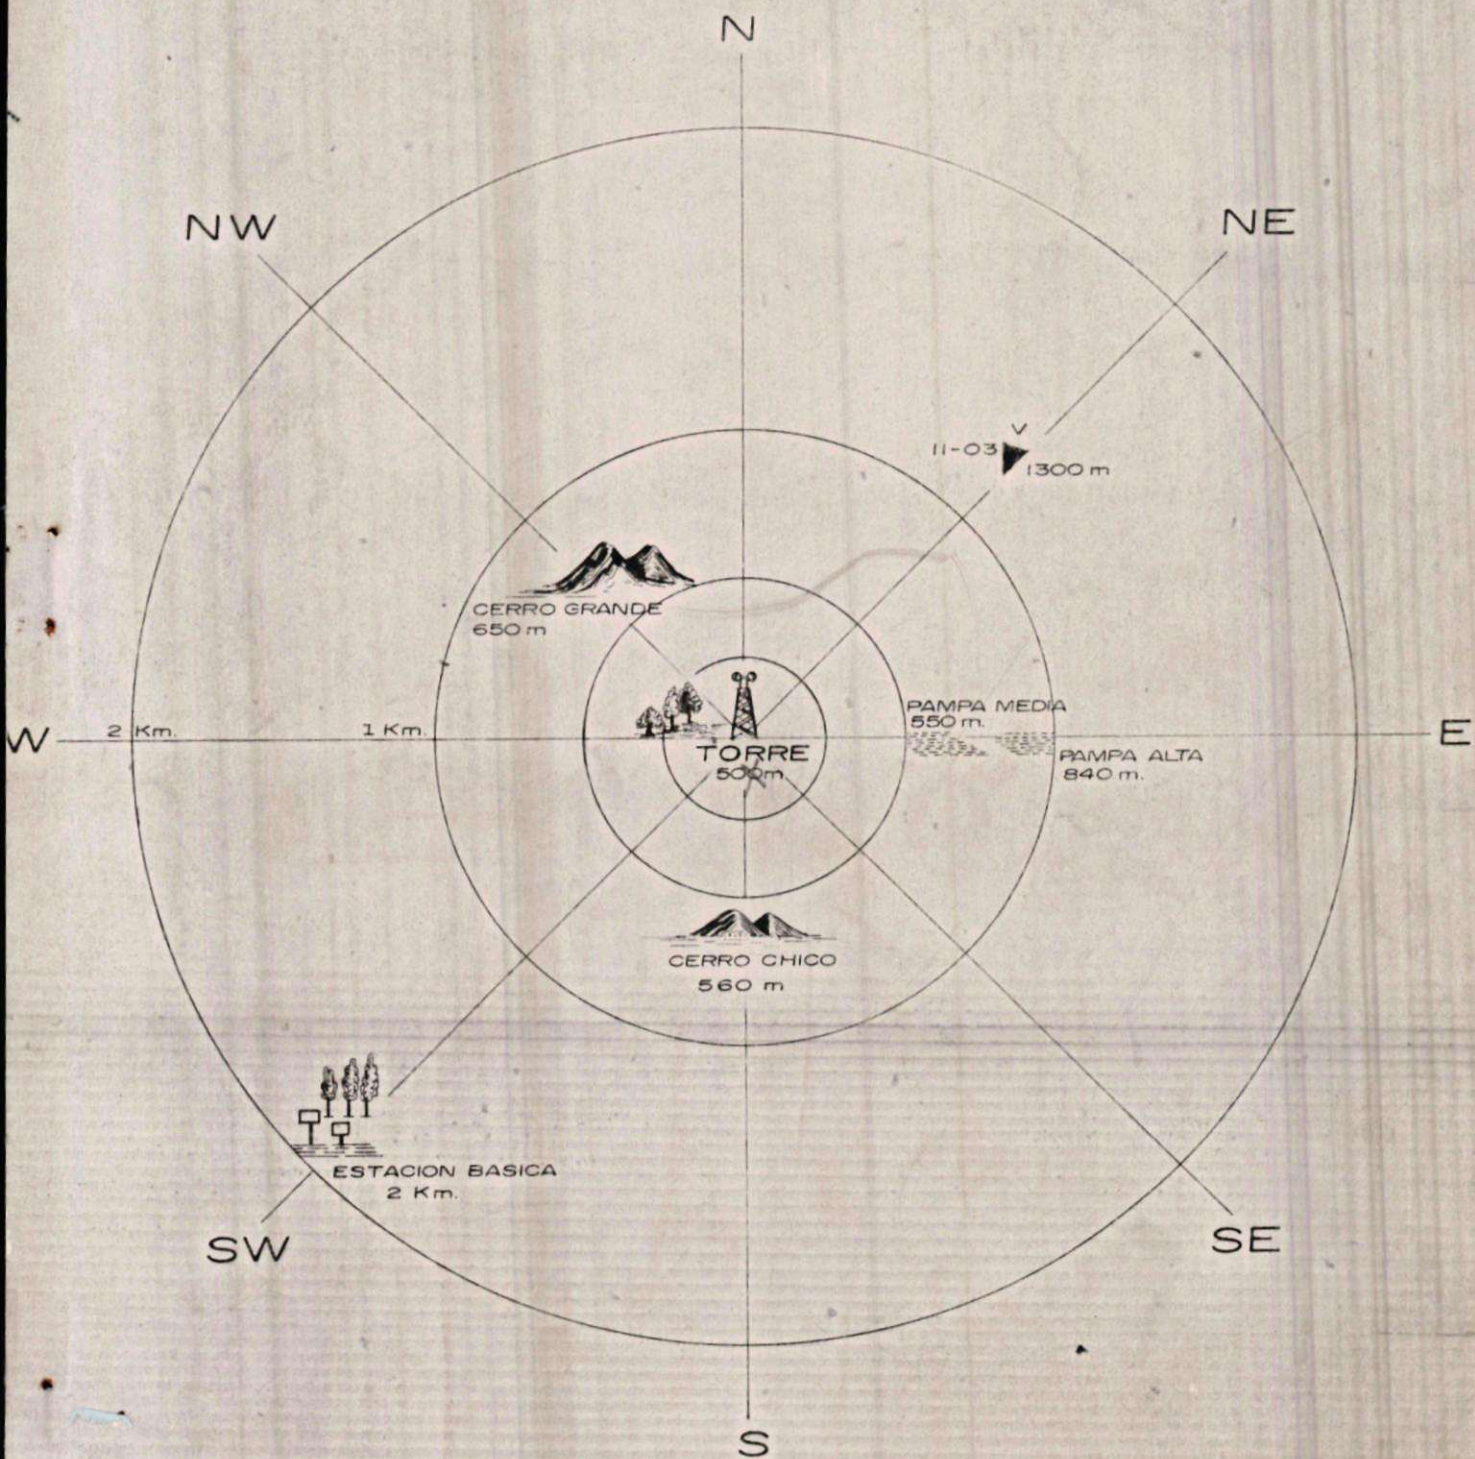 N
NW
NE
11-03
V
1300 m
CERRO GRANDE
650 m
W
2 Km.
1 Km.
PAMPA MEDIA
550 m.
E
TORRE
500m
PAMPA ALTA
840 m.
CERRO CHICO
560 m
ESTACION BASICA
2 Km.
SW
SE
S